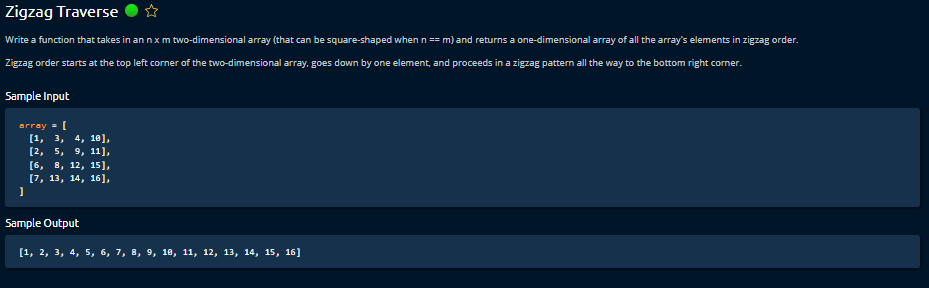 Zigzag Traverse
Write a function that takes in an n x m two-dimensional array (that can be square-shaped when n == m) and returns a one-dimensional array of all the array's elements in zigzag order.
Zigzag order starts at the top left corner of the two-dimensional array, goes down by one element, and proceeds in a zigzag pattern all the way to the bottom right corner.
Sample Input
array = [
[1, 3, 4, 10],
[2, 5, 9, 11],
[6, 8, 12, 15],
[7, 13, 14, 16],
]
Sample Output
[1, 2, 3, 4, 5, 6, 7, 8, 9, 10, 11, 12, 13, 14, 15, 16]